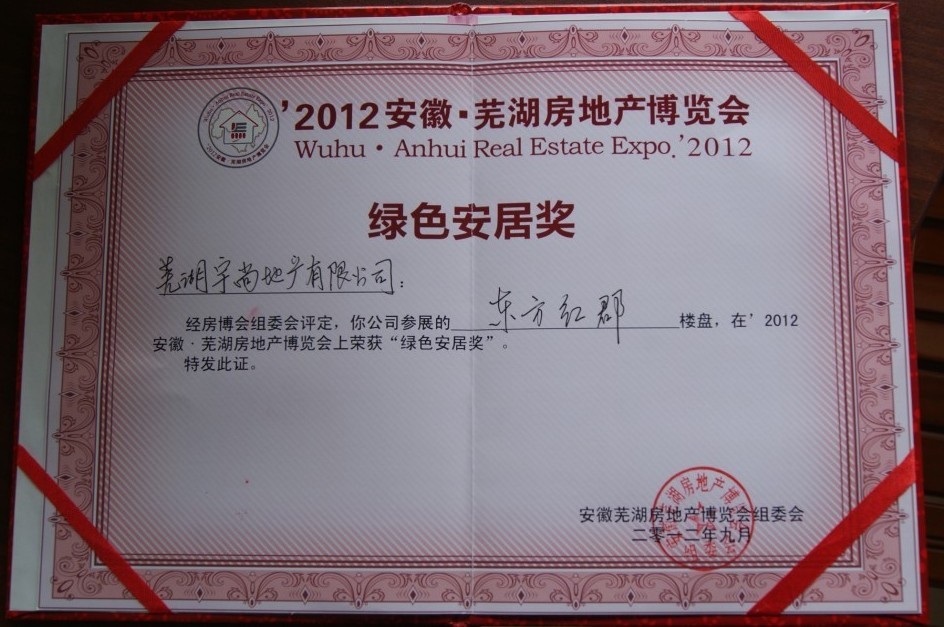 '2012安徽·芜湖房地产博览会
Wuhu · Anhui Real Estate Expo.'2012
绿色安居奖
芜湖宇尚地产有限公司：
经房博会组委会评定，你公司参展的东方红郡楼盘，在’2012
安徽·芜湖房地产博览会上荣获“绿色安居奖”。
特发此证。
安徽芜湖房地产博览会组委会
二零一二年九月